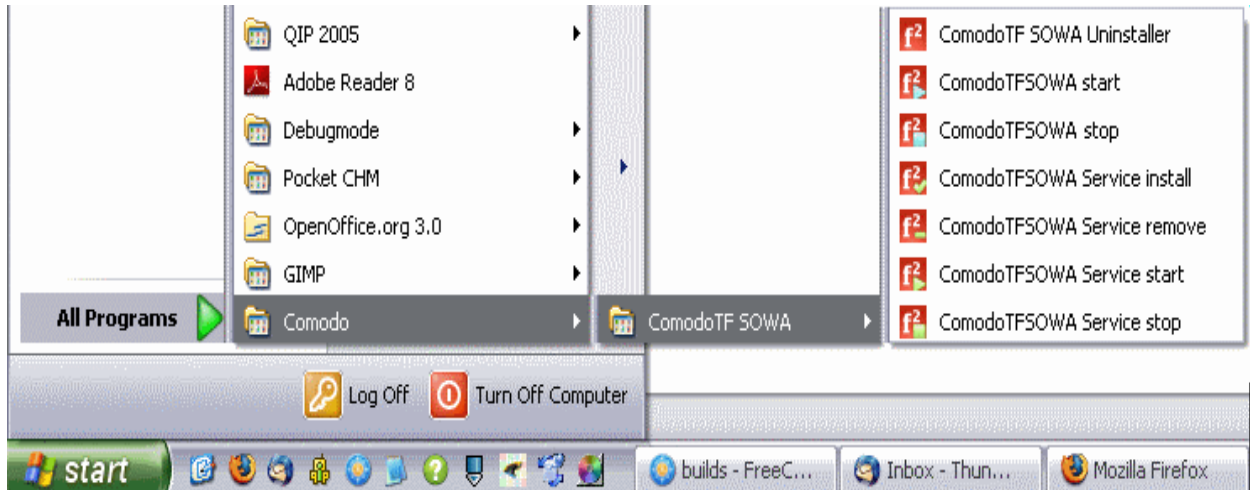 QIP 2005
Adobe Reader 8
Debugmode
Pocket CHM
OpenOffice.org 3.0
GIMP
All Programs
Comodo
ComodoTF SOWA
ComodoTF SOWA Uninstaller
ComodoTFSOWA start
ComodoTFSOWA stop
ComodoTFSOWA Service install
ComodoTFSOWA Service remove
ComodoTFSOWA Service start
ComodoTFSOWA Service stop
Log Off
Turn Off Computer
start
builds - FreeC...
Inbox - Thun...
Mozilla Firefox